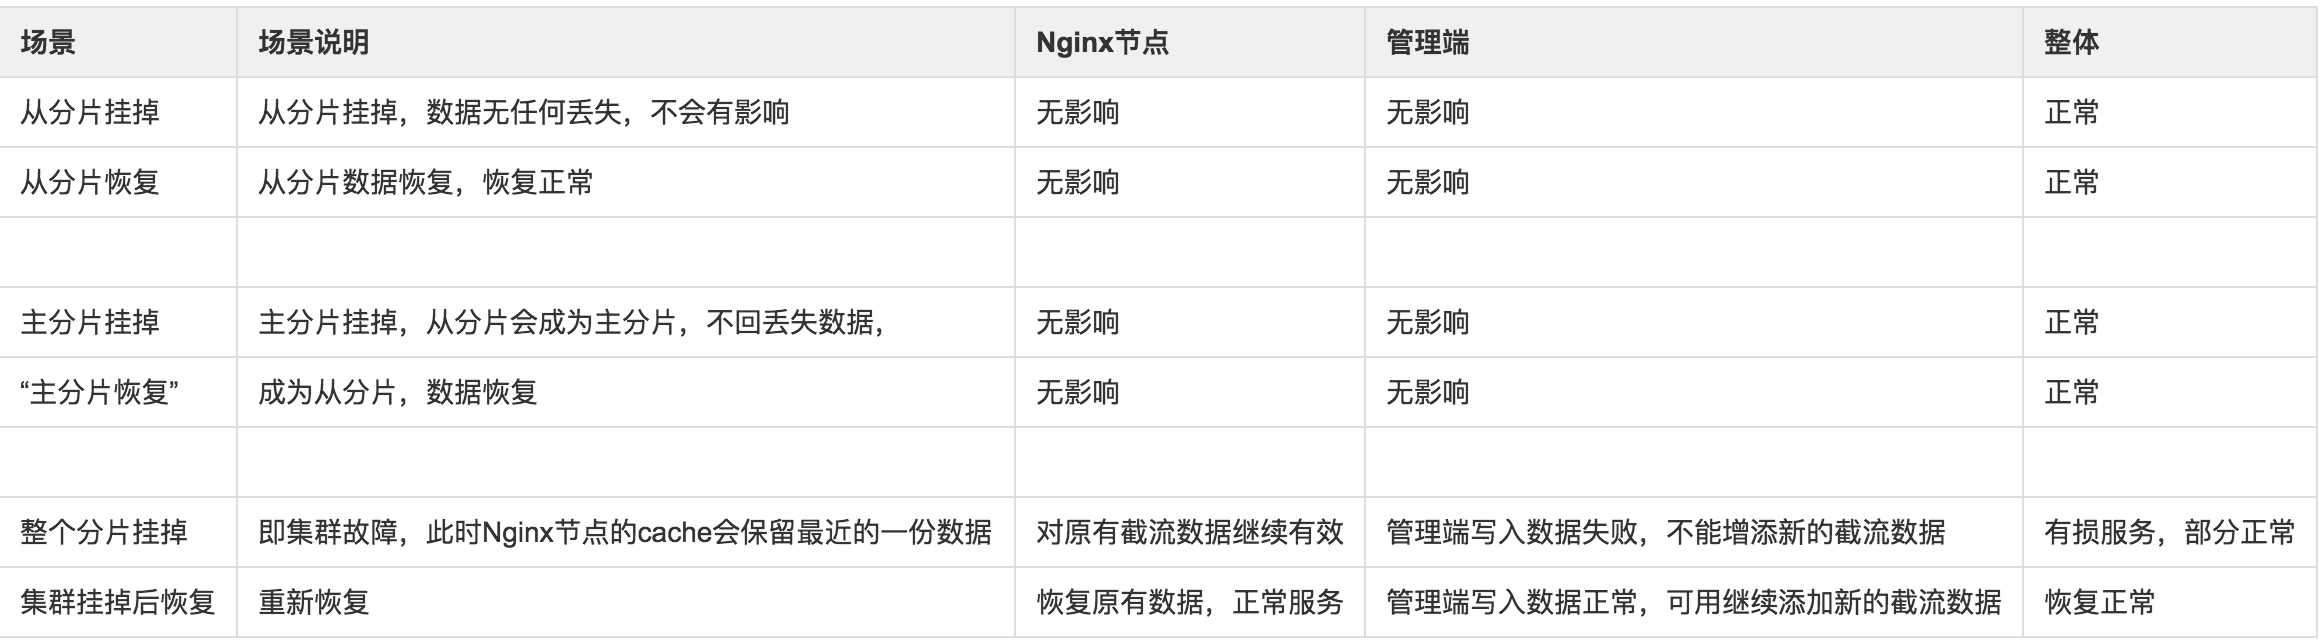 场景 场景说明 Nginx节点 管理端 整体
从分片挂掉 从分片挂掉，数据无任何丢失，不会有影响 无影响 无影响 正常
从分片恢复 从分片数据恢复，恢复正常 无影响 无影响 正常
主分片挂掉 主分片挂掉，从分片会成为主分片，不回丢失数据， 无影响 无影响 正常
“主分片恢复” 成为从分片，数据恢复 无影响 无影响 正常
整个分片挂掉 即集群故障，此时Nginx节点的cache会保留最近的一份数据 对原有截流数据继续有效 管理端写入数据失败，不能增添新的截流数据 有损服务，部分正常
集群挂掉后恢复 重新恢复 恢复原有数据，正常服务 管理端写入数据正常，可用继续添加新的截流数据 恢复正常